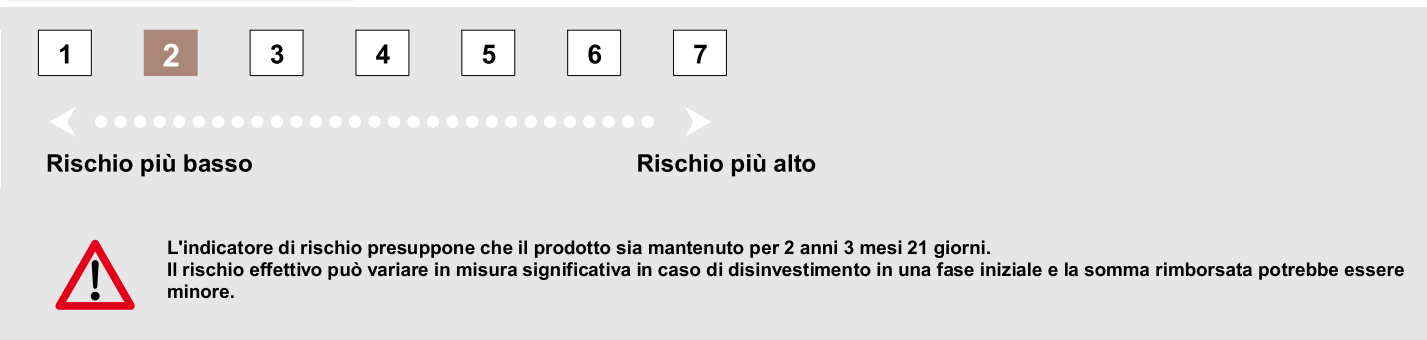 1 2 3 4 5 6 7
Rischio più basso Rischio più alto
L'indicatore di rischio presuppone che il prodotto sia mantenuto per 2 anni 3 mesi 21 giorni.
Il rischio effettivo può variare in misura significativa in caso di disinvestimento in una fase iniziale e la somma rimborsata potrebbe essere
minore.